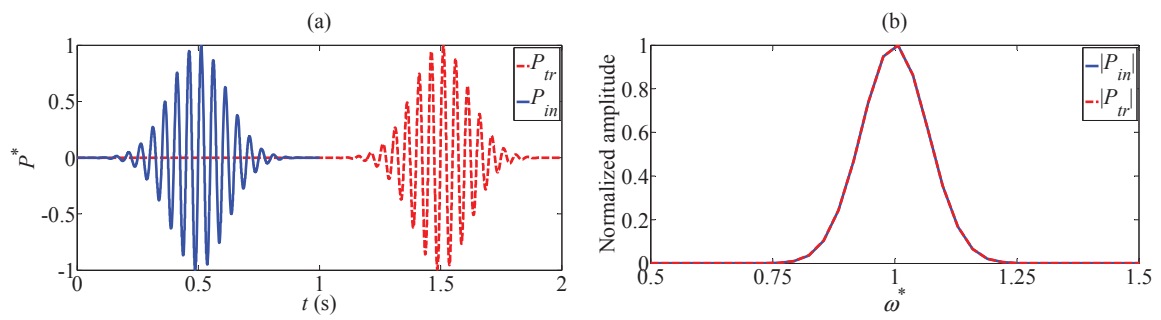 (a)
1
0.5
0
-0.5
-1
P*
0
0.5
1
1.5
2
t (s)
P_tr
P_in
(b)
1
0.8
0.6
0.4
0.2
0
Normalized amplitude
0.5
0.75
1
1.25
1.5
ω*
|P_in|
|P_tr|